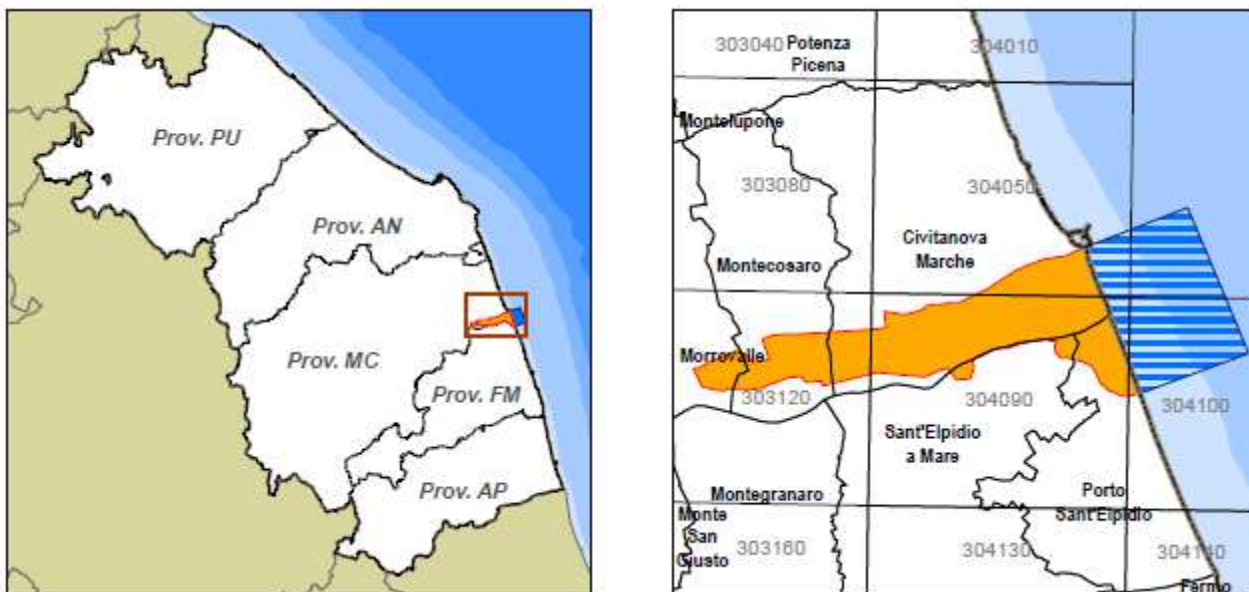 Prov. PU
Prov. AN
Prov. MC
Prov. FM
Prov. AP
303040
Potenza
Picena
304010
Montelupone
303080
304050
Civitanova
Marche
Montecosaro
Morrovalle
303120
304090
304100
Sant'Elpidio
a Mare
Montegranaro
Porto
Sant'Elpidio
Monte
San
Giusto
303160
304130
304140
Fermo